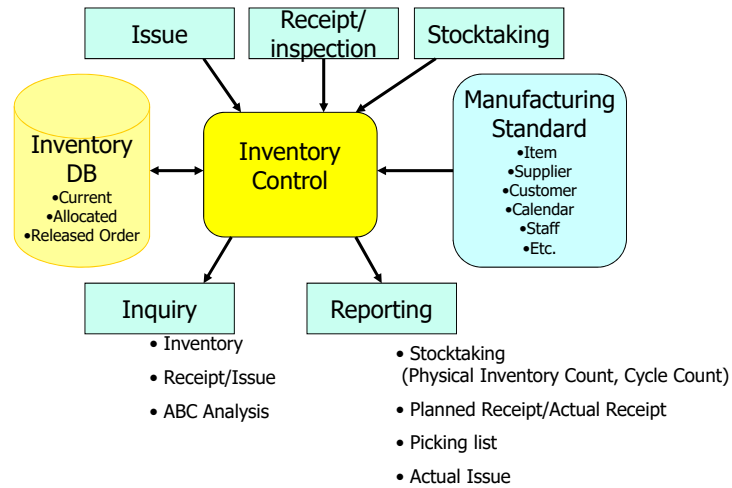 Issue
Receipt/
inspection
Stocktaking
Inventory
DB
•Current
•Allocated
•Released Order
Inventory
Control
Manufacturing
Standard
•Item
•Supplier
•Customer
•Calendar
•Staff
•Etc.
Inquiry
• Inventory
• Receipt/Issue
• ABC Analysis
Reporting
• Stocktaking
(Physical Inventory Count, Cycle Count)
• Planned Receipt/Actual Receipt
• Picking list
• Actual Issue